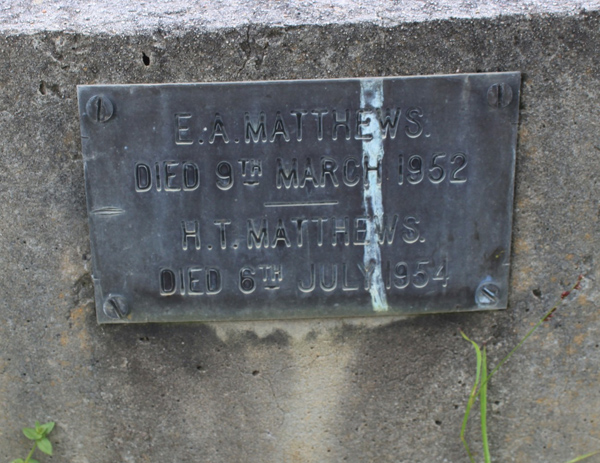 E. A. MATTHEWS.
DIED 9TH MARCH 1952
H. T. MATTHEWS.
DIED 6TH JULY 1954